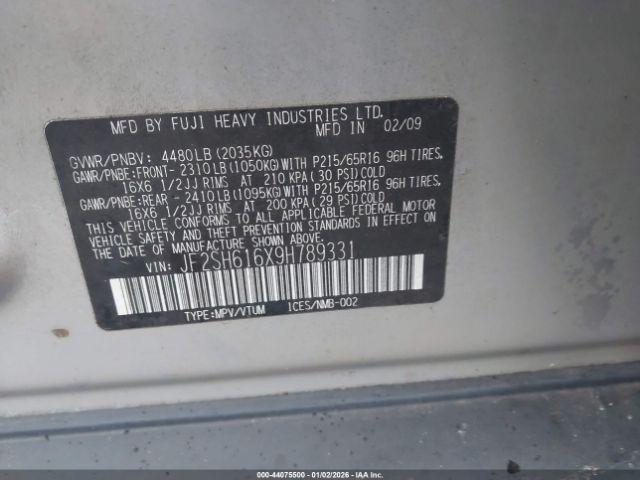 MFD BY FUJI HEAVY INDUSTRIES LTD.
MFD IN 02/09
GVWR/PNBV: 4480LB (2035KG)
GAWR/PNBE:FRONT- 2310LB (1050KG)WITH P215/65R16 96H TIRES,
16X6 1/2JJ RIMS AT 210 KPA (30 PSI) COLD
GAWR/PNBE:REAR - 2410LB (1095KG)WITH P215/65R16 96H TIRES,
16X6 1/2JJ RIMS AT 200 KPA (29 PSI) COLD
THIS VEHICLE CONFORMS TO ALL APPLICABLE FEDERAL MOTOR
VEHICLE SAFETY AND THEFT PREVENTION STANDARDS IN EFFECT ON
THE DATE OF MANUFACTURE SHOWN ABOVE.
VIN: JF2SH616X9H789331
TYPE:MPV/VTUM ICES/NMB-002
000-44075500 - 01/02/2026 - COPYRIGHT IAA, LLC